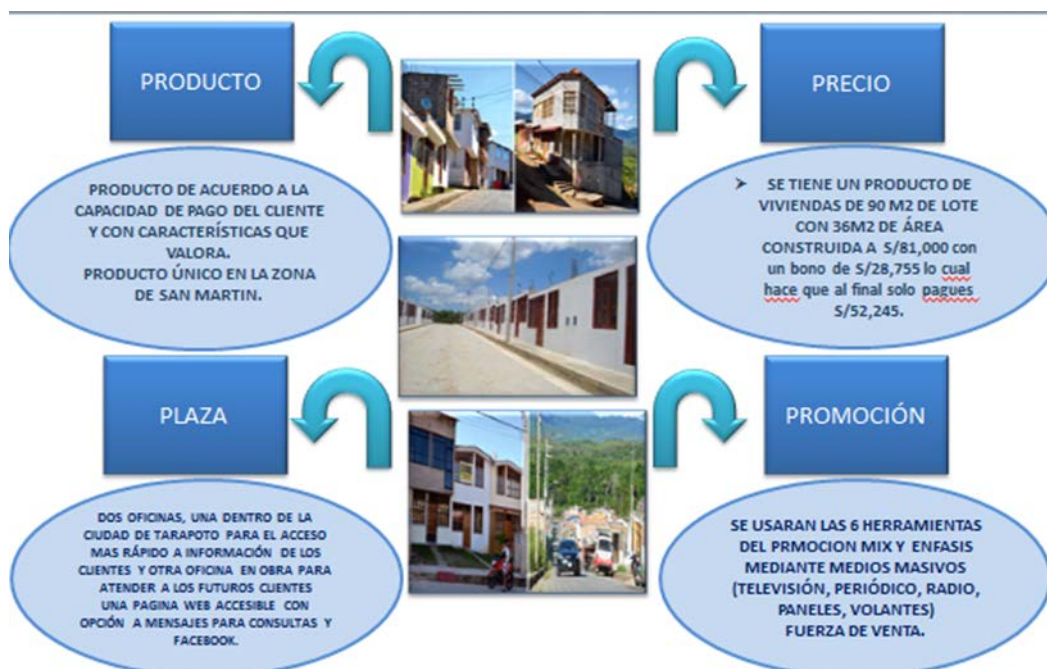 PRODUCTO
PRODUCTO DE ACUERDO A LA
CAPACIDAD DE PAGO DEL CLIENTE
Y CON CARACTERÍSTICAS QUE
VALORA.
PRODUCTO ÚNICO EN LA ZONA
DE SAN MARTIN.
PRECIO
➤ SE TIENE UN PRODUCTO DE
VIVIENDAS DE 90 M2 DE LOTE
CON 36M2 DE ÁREA
CONSTRUIDA A S/81,000 con
un bono de S/28,755 lo cual
hace que al final solo pagues
S/52,245.
PLAZA
DOS OFICINAS, UNA DENTRO DE LA
CIUDAD DE TARAPOTO PARA EL ACCESO
MAS RÁPIDO A INFORMACIÓN DE LOS
CLIENTES Y OTRA OFICINA EN OBRA PARA
ATENDER A LOS FUTUROS CLIENTES
UNA PAGINA WEB ACCESIBLE CON
OPCIÓN A MENSAJES PARA CONSULTAS Y
FACEBOOK.
PROMOCIÓN
SE USARAN LAS 6 HERRAMIENTAS
DEL PRMOCION MIX Y ENFASIS
MEDIANTE MEDIOS MASIVOS
(TELEVISIÓN, PERIÓDICO, RADIO,
PANELES, VOLANTES)
FUERZA DE VENTA.